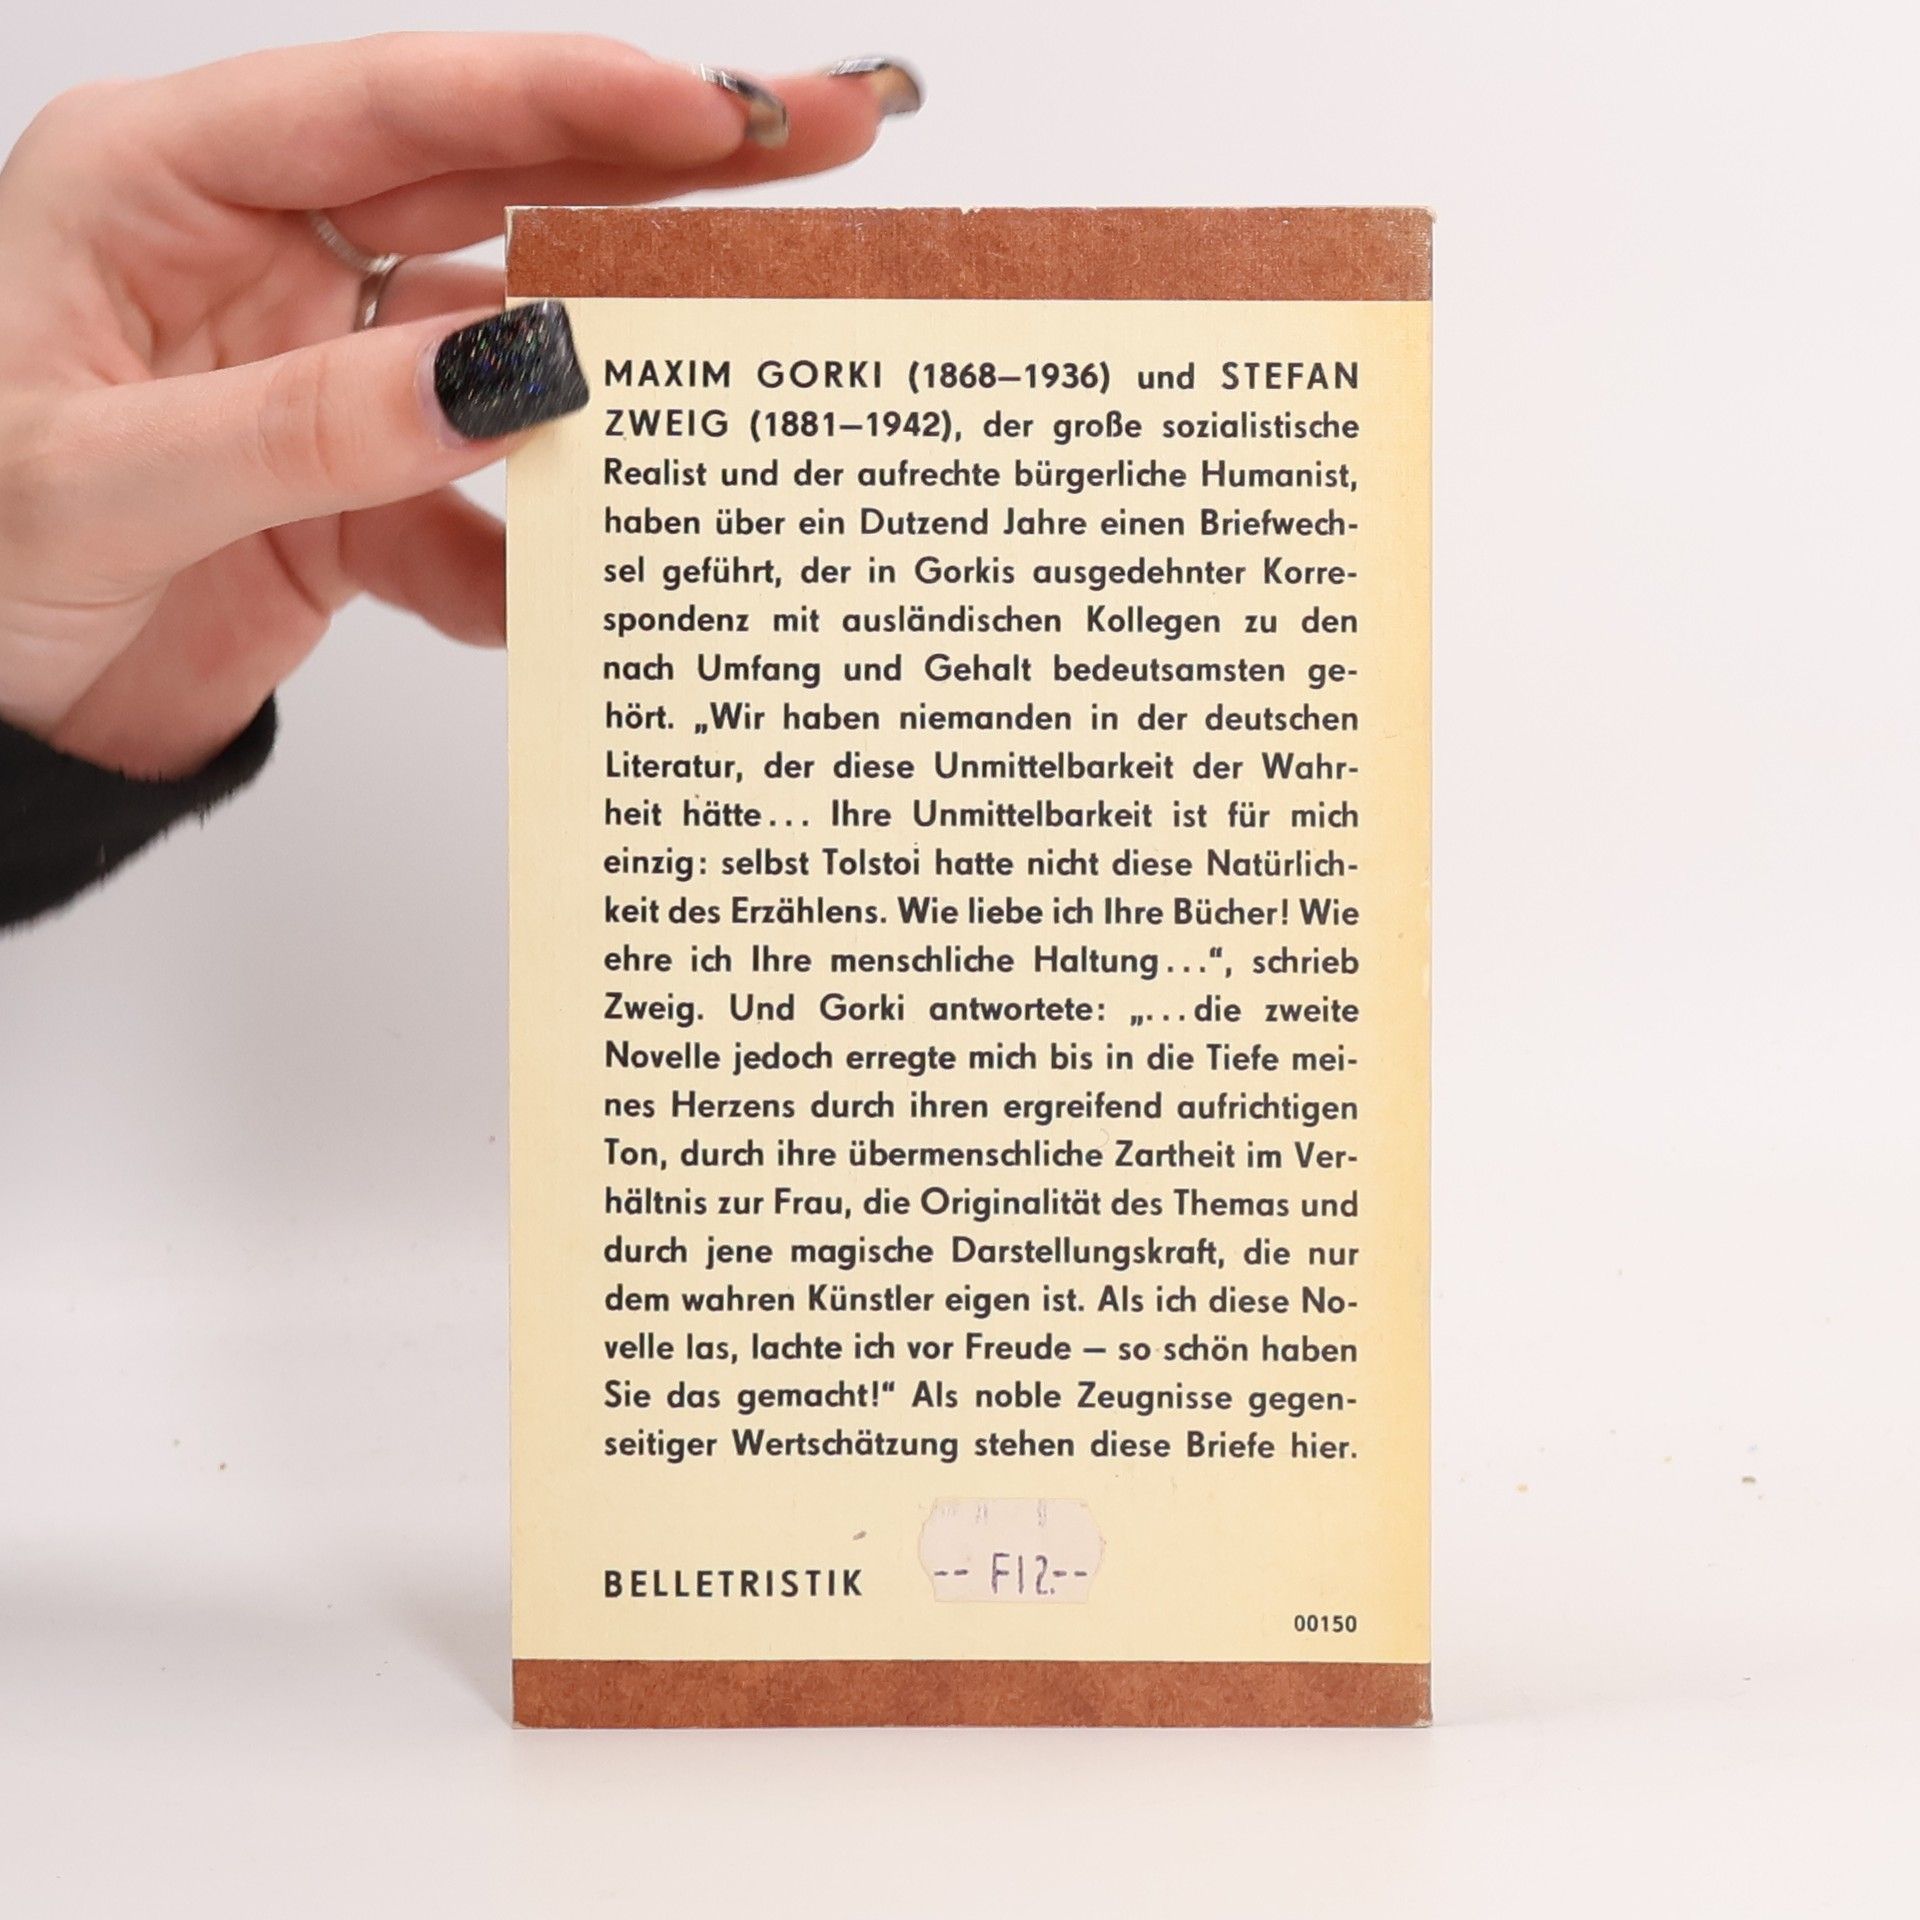 MAXIM GORKI (1868–1936) und STEFAN
ZWEIG (1881–1942), der große sozialistische
Realist und der aufrechte bürgerliche Humanist,
haben über ein Dutzend Jahre einen Briefwech-
sel geführt, der in Gorkis ausgedehnter Korre-
spondenz mit ausländischen Kollegen zu den
nach Umfang und Gehalt bedeutsamsten ge-
hört. „Wir haben niemanden in der deutschen
Literatur, der diese Unmittelbarkeit der Wahr-
heit hätte... Ihre Unmittelbarkeit ist für mich
einzig: selbst Tolstoi hatte nicht diese Natürlich-
keit des Erzählens. Wie liebe ich Ihre Bücher! Wie
ehre ich Ihre menschliche Haltung...“, schrieb
Zweig. Und Gorki antwortete: „...die zweite
Novelle jedoch erregte mich bis in die Tiefe mei-
nes Herzens durch ihren ergreifend aufrichtigen
Ton, durch ihre übermenschliche Zartheit im Ver-
hältnis zur Frau, die Originalität des Themas und
durch jene magische Darstellungskraft, die nur
dem wahren Künstler eigen ist. Als ich diese No-
velle las, lachte ich vor Freude – so schön haben
Sie das gemacht!“ Als noble Zeugnisse gegen-
seitiger Wertschätzung stehen diese Briefe hier.
-- F12.--
BELLETRISTIK
00150